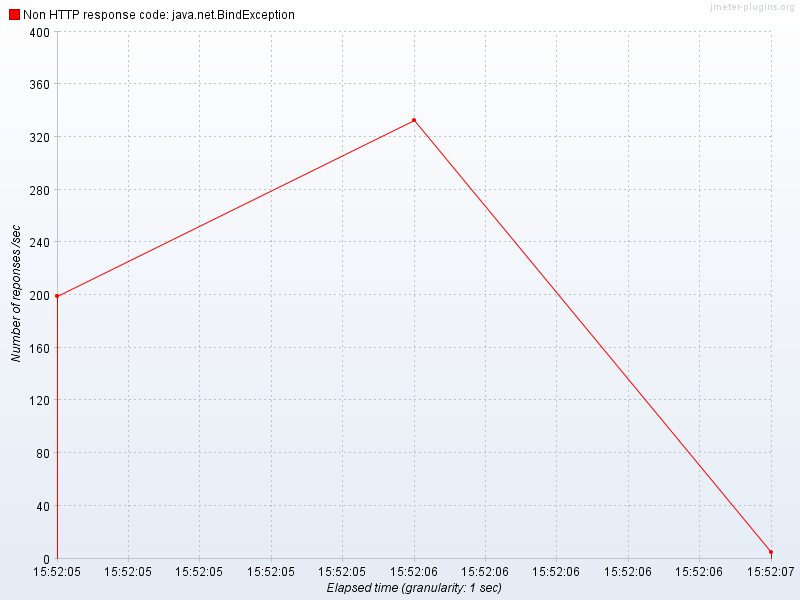 jmeter-plugins.org
Non HTTP response code: java.net.BindException
400
360
320
280
240
200
160
120
80
40
0
Number of reponses /sec
15:52:05 15:52:05 15:52:05 15:52:05 15:52:05 15:52:06 15:52:06 15:52:06 15:52:06 15:52:06 15:52:07
Elapsed time (granularity: 1 sec)